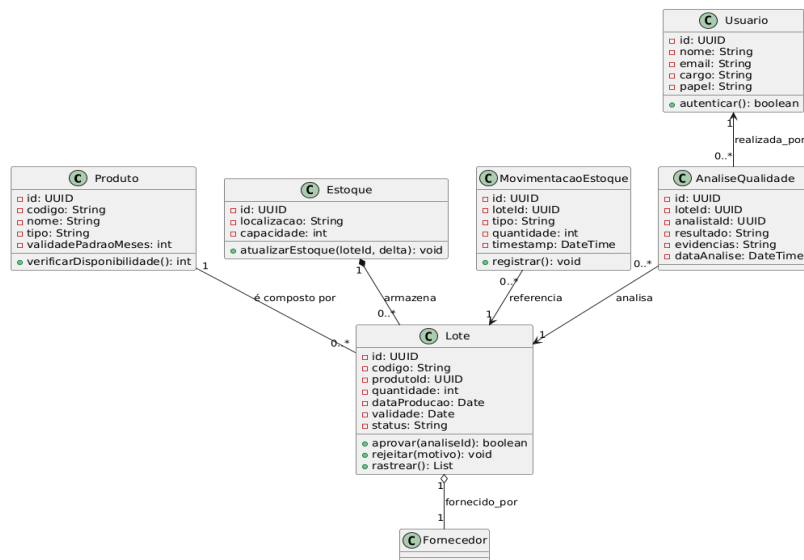 C Usuario
id: UUID
nome: String
email: String
cargo: String
papel: String
autenticar(): boolean
1
realizada_por
0..*
C Produto
id: UUID
codigo: String
nome: String
tipo: String
validadePadraoMeses: int
verificarDisponibilidade(): int
C Estoque
id: UUID
localizacao: String
capacidade: int
atualizarEstoque(loteId, delta): void
C MovimentacaoEstoque
id: UUID
loteId: UUID
tipo: String
quantidade: int
timestamp: DateTime
registrar(): void
C AnaliseQualidade
id: UUID
loteId: UUID
analistaId: UUID
resultado: String
evidencias: String
dataAnalise: DateTime
1
é composto por
0..*
1
armazena
0..*
0..*
referencia
1
0..*
analisa
1
C Lote
id: UUID
codigo: String
produtoId: UUID
quantidade: int
dataProducao: Date
validade: Date
status: String
aprovar(analiseId): boolean
rejeitar(motivo): void
rastrear(): List
1
fornecido_por
1
C Fornecedor